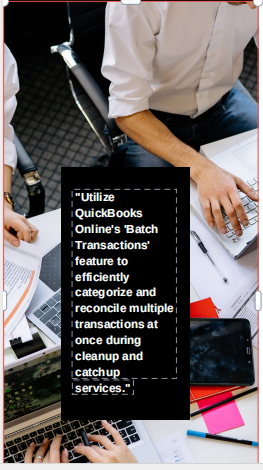 "Utilize
QuickBooks
Online's 'Batch
Transactions'
feature to
efficiently
categorize and
reconcile multiple
transactions at
once during
cleanup and
catchup
services."